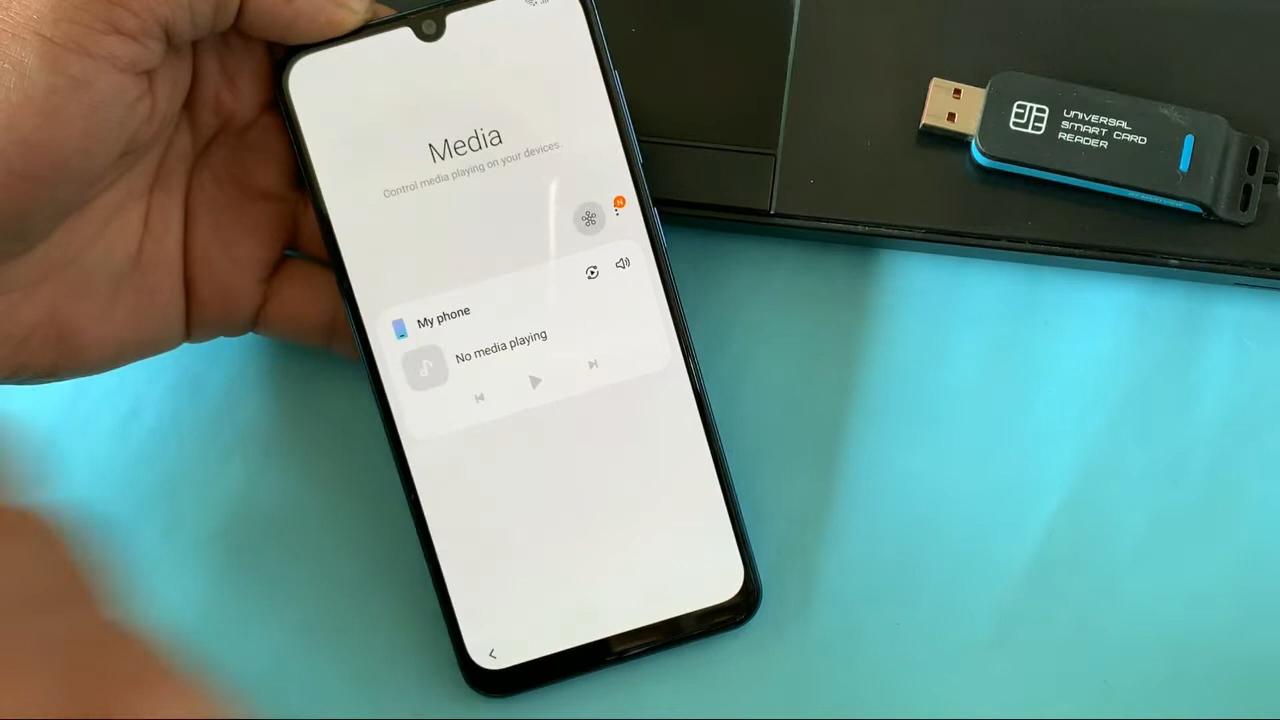 Media
Control media playing on your devices.
N
My phone
No media playing
UNIVERSAL
SMART CARD
READER